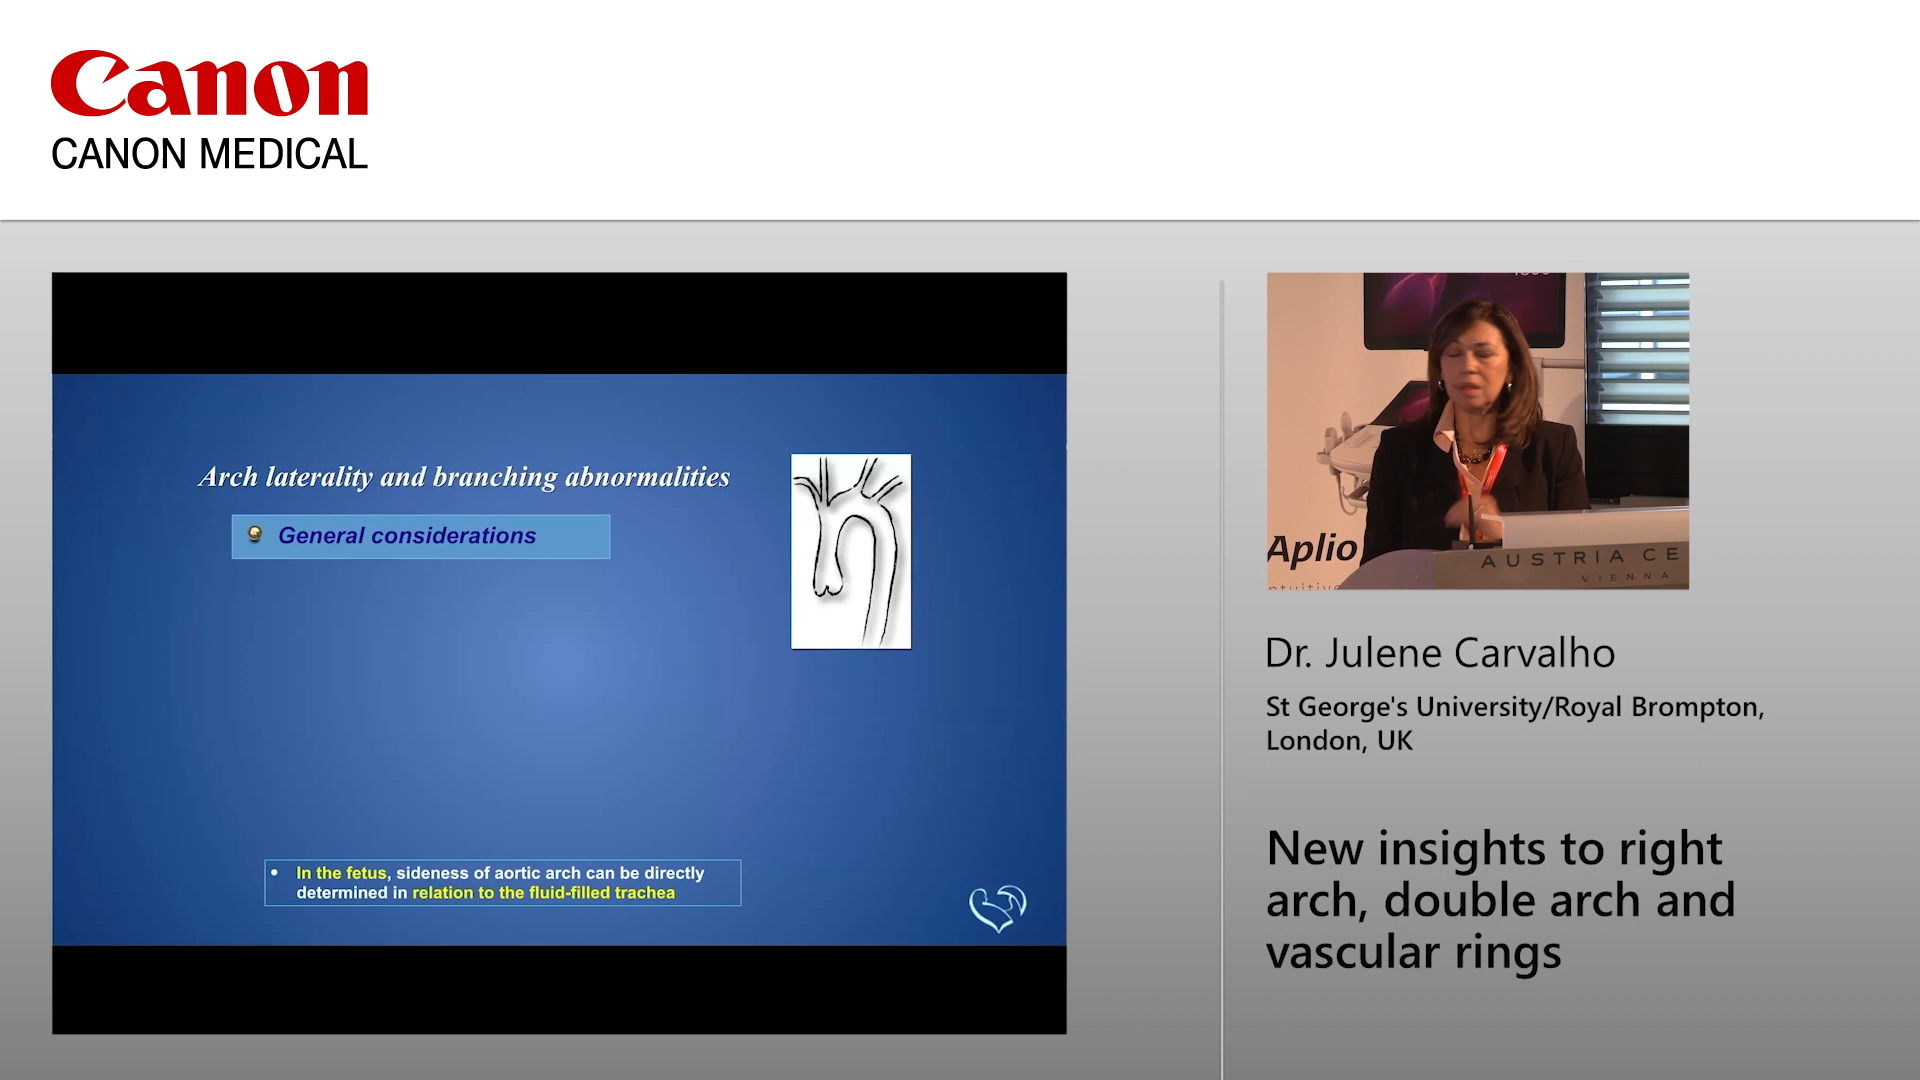 Canon
CANON MEDICAL
Arch laterality and branching abnormalities
General considerations
• In the fetus, sideness of aortic arch can be directly
determined in relation to the fluid-filled trachea
Aplio
AUSTRIA CE
VIENNA
Dr. Julene Carvalho
St George's University/Royal Brompton,
London, UK
New insights to right
arch, double arch and
vascular rings